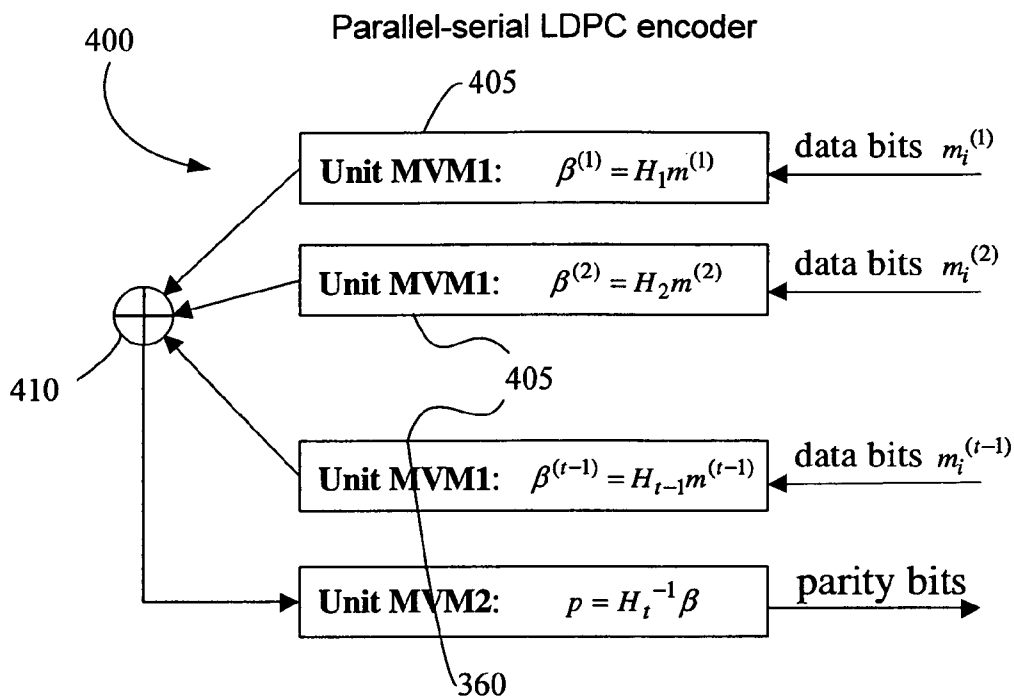 Parallel-serial LDPC encoder
400
405
Unit MVM1: β^(1) = H_1 m^(1)
data bits m_i^(1)
Unit MVM1: β^(2) = H_2 m^(2)
data bits m_i^(2)
410
405
Unit MVM1: β^(t−1) = H_{t−1} m^(t−1)
data bits m_i^(t−1)
Unit MVM2: p = H_t^−1 β
parity bits
360